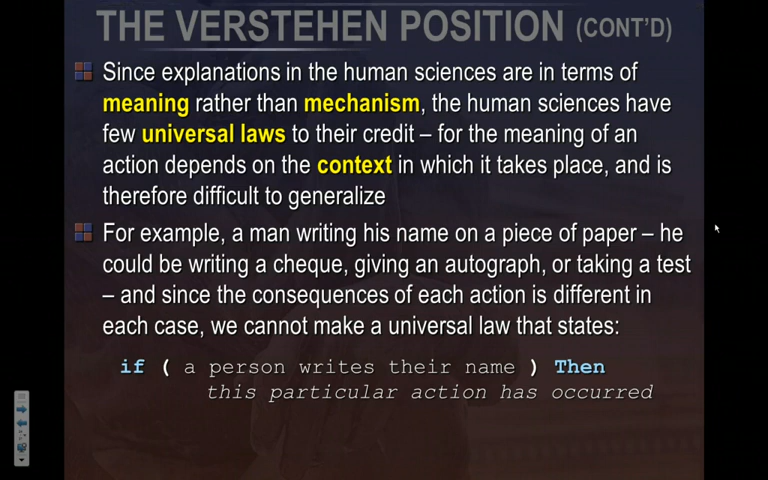 THE VERSTEHEN POSITION (CONT'D)
Since explanations in the human sciences are in terms of
meaning rather than mechanism, the human sciences have
few universal laws to their credit – for the meaning of an
action depends on the context in which it takes place, and is
therefore difficult to generalize
For example, a man writing his name on a piece of paper – he
could be writing a cheque, giving an autograph, or taking a test
– and since the consequences of each action is different in
each case, we cannot make a universal law that states:
if ( a person writes their name ) Then
this particular action has occurred